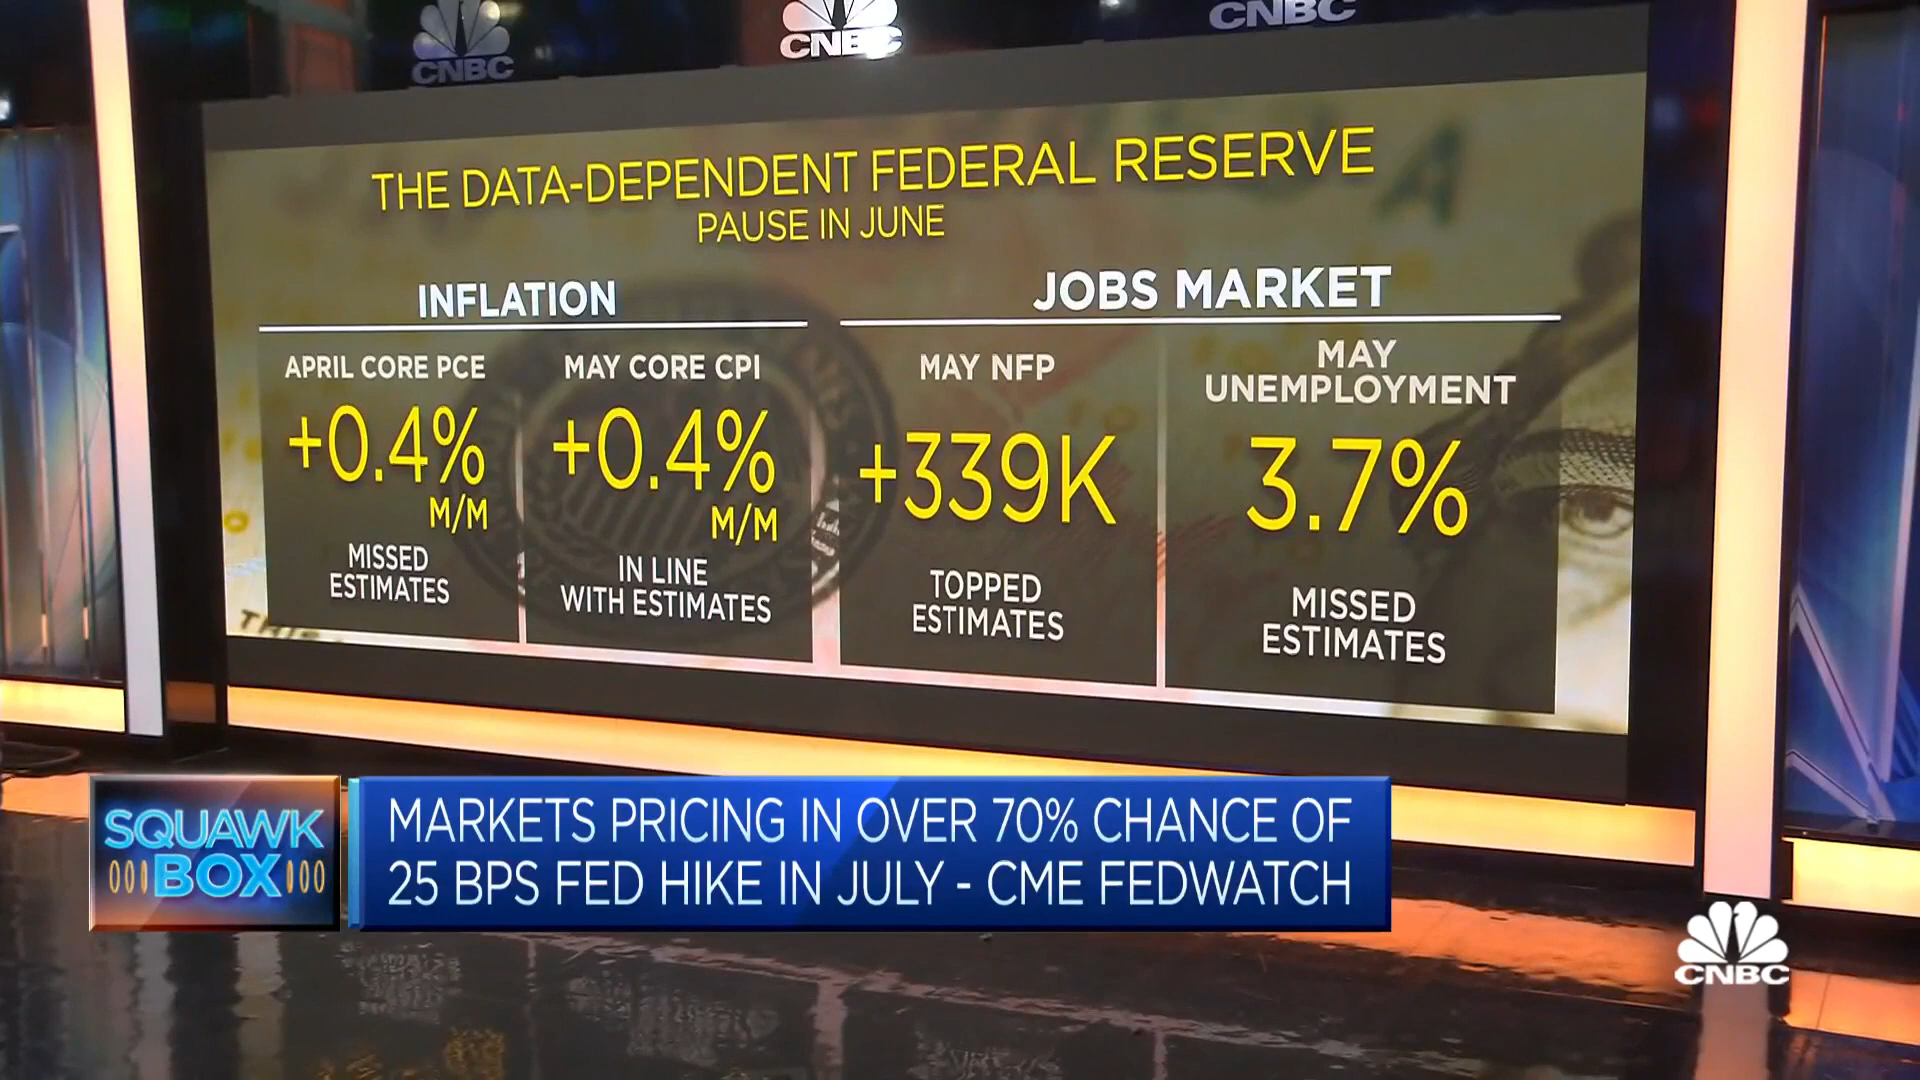 CNBC
CNBC
CNBC
THE DATA-DEPENDENT FEDERAL RESERVE
PAUSE IN JUNE
INFLATION
APRIL CORE PCE
+0.4%
M/M
MISSED
ESTIMATES
MAY CORE CPI
+0.4%
M/M
IN LINE
WITH ESTIMATES
JOBS MARKET
MAY NFP
+339K
TOPPED
ESTIMATES
MAY
UNEMPLOYMENT
3.7%
MISSED
ESTIMATES
SQUAWK
BOX
MARKETS PRICING IN OVER 70% CHANCE OF
25 BPS FED HIKE IN JULY - CME FEDWATCH
CNBC